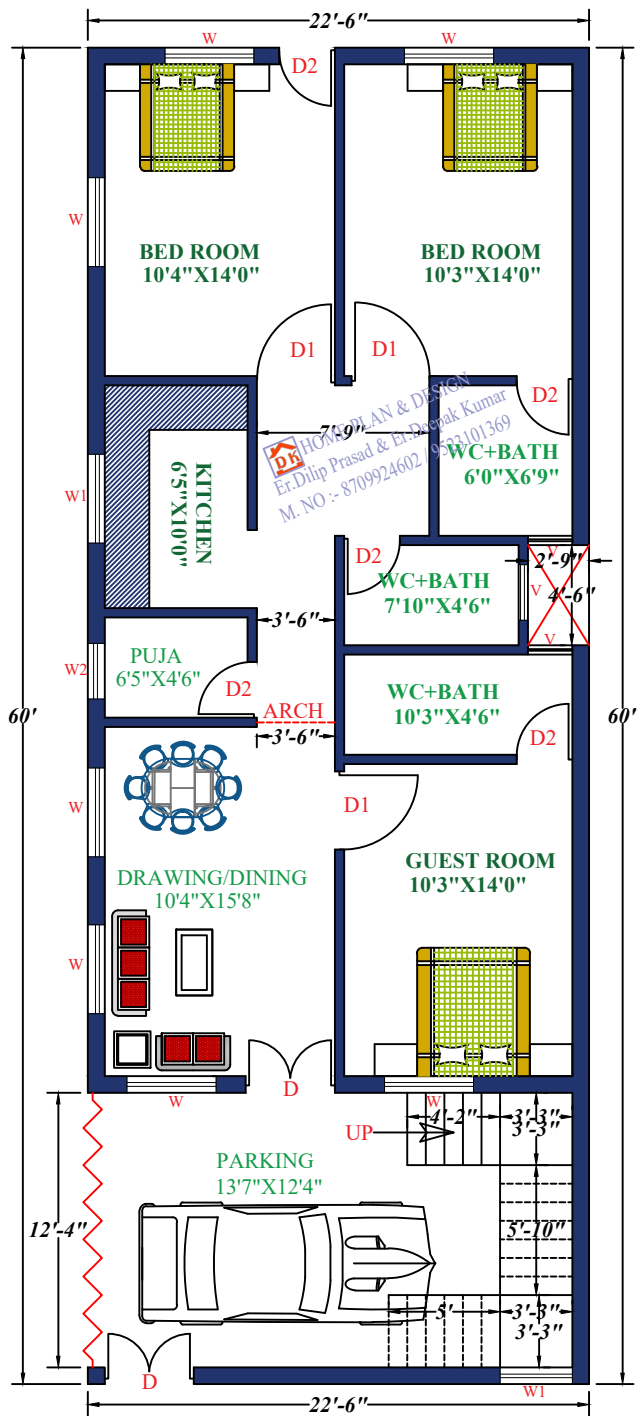 22'-6"
W
W
D2
W
BED ROOM
10'4"X14'0"
BED ROOM
10'3"X14'0"
D1
D1
HOME PLAN & DESIGN
DK
Er.Dilip Prasad & Er.Deepak Kumar
M. NO :- 8709924602 / 9523101369
7'-9"
D2
WC+BATH
6'0"X6'9"
W1
KITCHEN
6'5"X10'0"
D2
WC+BATH
7'10"X4'6"
V
2'-9"
V
4'-6"
V
3'-6"
PUJA
6'5"X4'6"
W2
D2
WC+BATH
10'3"X4'6"
60'
60'
ARCH
3'-6"
D2
W
D1
DRAWING/DINING
10'4"X15'8"
GUEST ROOM
10'3"X14'0"
W
W
D
W
4'-2"
3'-3"
3'-3"
UP
PARKING
13'7"X12'4"
12'-4"
5'-10"
5'
3'-3"
3'-3"
D
W1
22'-6"